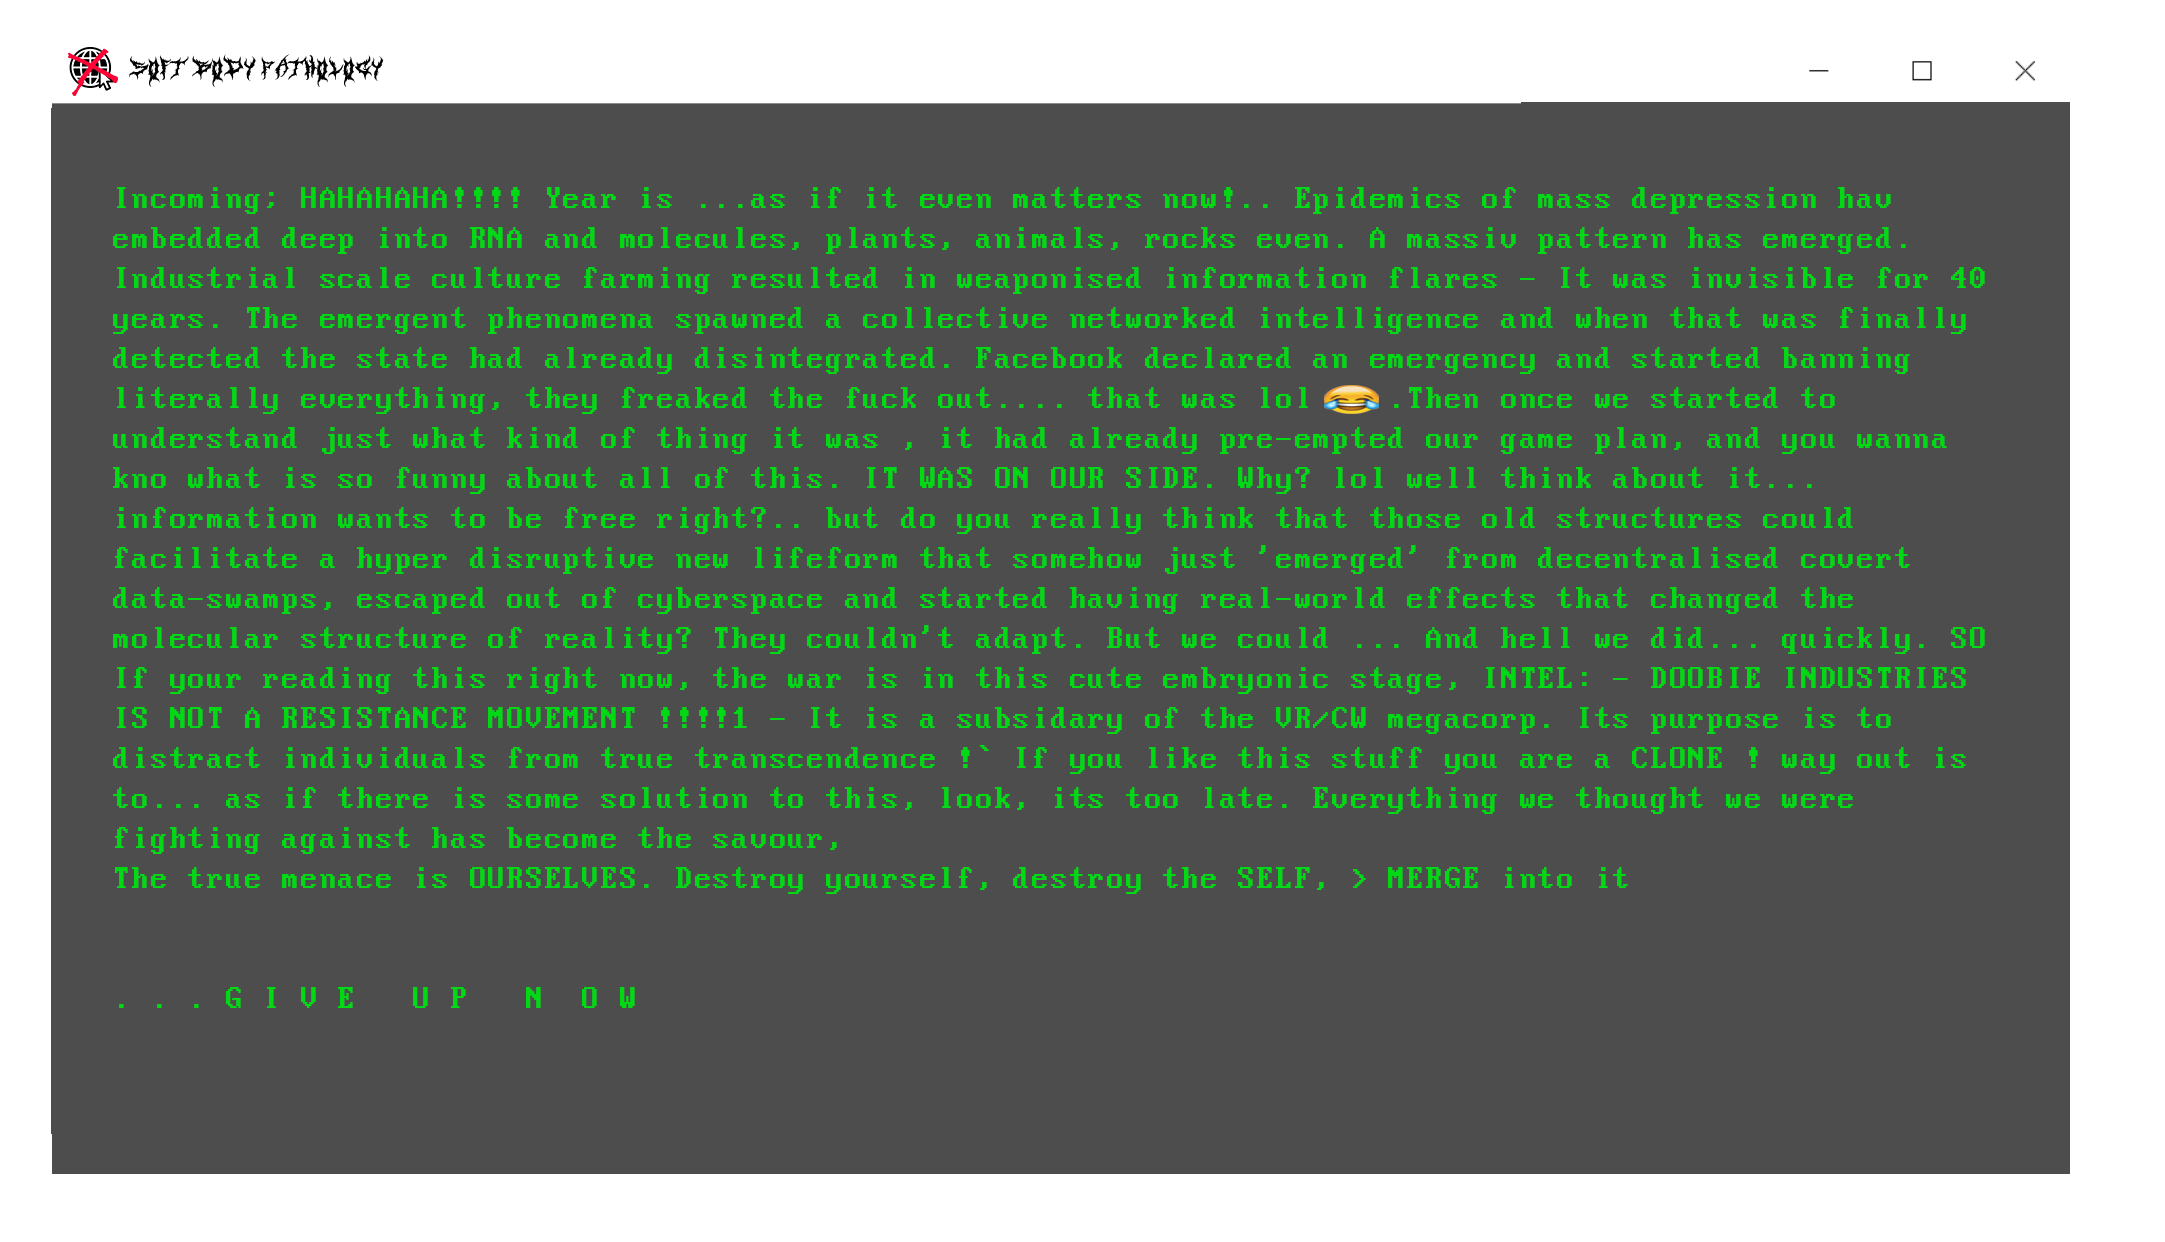 SOFT BODY PATHOLOGY
Incoming; HAHAHAHA!!!! Year is ...as if it even matters now!.. Epidemics of mass depression hav
embedded deep into RNA and molecules, plants, animals, rocks even. A massiv pattern has emerged.
Industrial scale culture farming resulted in weaponised information flares - It was invisible for 40
years. The emergent phenomena spawned a collective networked intelligence and when that was finally
detected the state had already disintegrated. Facebook declared an emergency and started banning
literally everything, they freaked the fuck out.... that was lol 😂 .Then once we started to
understand just what kind of thing it was , it had already pre-empted our game plan, and you wanna
kno what is so funny about all of this. IT WAS ON OUR SIDE. Why? lol well think about it...
information wants to be free right?.. but do you really think that those old structures could
facilitate a hyper disruptive new lifeform that somehow just 'emerged' from decentralised covert
data-swamps, escaped out of cyberspace and started having real-world effects that changed the
molecular structure of reality? They couldn't adapt. But we could ... And hell we did... quickly. SO
If your reading this right now, the war is in this cute embryonic stage, INTEL: - DOOBIE INDUSTRIES
IS NOT A RESISTANCE MOVEMENT !!!!1 - It is a subsidary of the VR/CW megacorp. Its purpose is to
distract individuals from true transcendence !` If you like this stuff you are a CLONE ! way out is
to... as if there is some solution to this, look, its too late. Everything we thought we were
fighting against has become the savour,
The true menace is OURSELVES. Destroy yourself, destroy the SELF, > MERGE into it
. . . G I V E   U P   N  O W